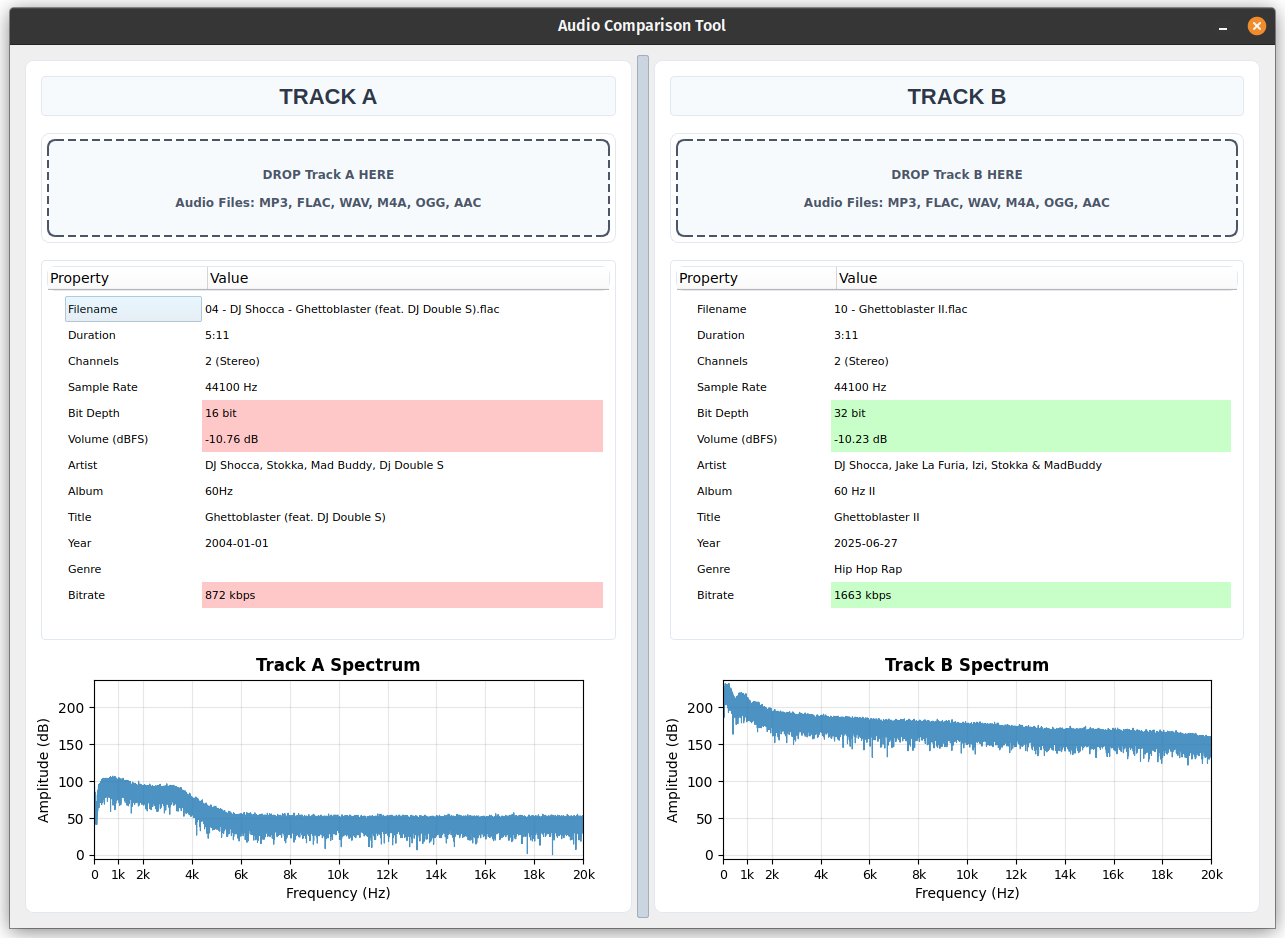 Audio Comparison Tool
TRACK A
DROP Track A HERE
Audio Files: MP3, FLAC, WAV, M4A, OGG, AAC
Property Value
Filename 04 - DJ Shocca - Ghettoblaster (feat. DJ Double S).flac
Duration 5:11
Channels 2 (Stereo)
Sample Rate 44100 Hz
Bit Depth 16 bit
Volume (dBFS) -10.76 dB
Artist DJ Shocca, Stokka, Mad Buddy, Dj Double S
Album 60Hz
Title Ghettoblaster (feat. DJ Double S)
Year 2004-01-01
Genre
Bitrate 872 kbps
Track A Spectrum
Amplitude (dB)
200
150
100
50
0
0 1k 2k 4k 6k 8k 10k 12k 14k 16k 18k 20k
Frequency (Hz)
TRACK B
DROP Track B HERE
Audio Files: MP3, FLAC, WAV, M4A, OGG, AAC
Property Value
Filename 10 - Ghettoblaster II.flac
Duration 3:11
Channels 2 (Stereo)
Sample Rate 44100 Hz
Bit Depth 32 bit
Volume (dBFS) -10.23 dB
Artist DJ Shocca, Jake La Furia, Izi, Stokka & MadBuddy
Album 60 Hz II
Title Ghettoblaster II
Year 2025-06-27
Genre Hip Hop Rap
Bitrate 1663 kbps
Track B Spectrum
Amplitude (dB)
200
150
100
50
0
0 1k 2k 4k 6k 8k 10k 12k 14k 16k 18k 20k
Frequency (Hz)